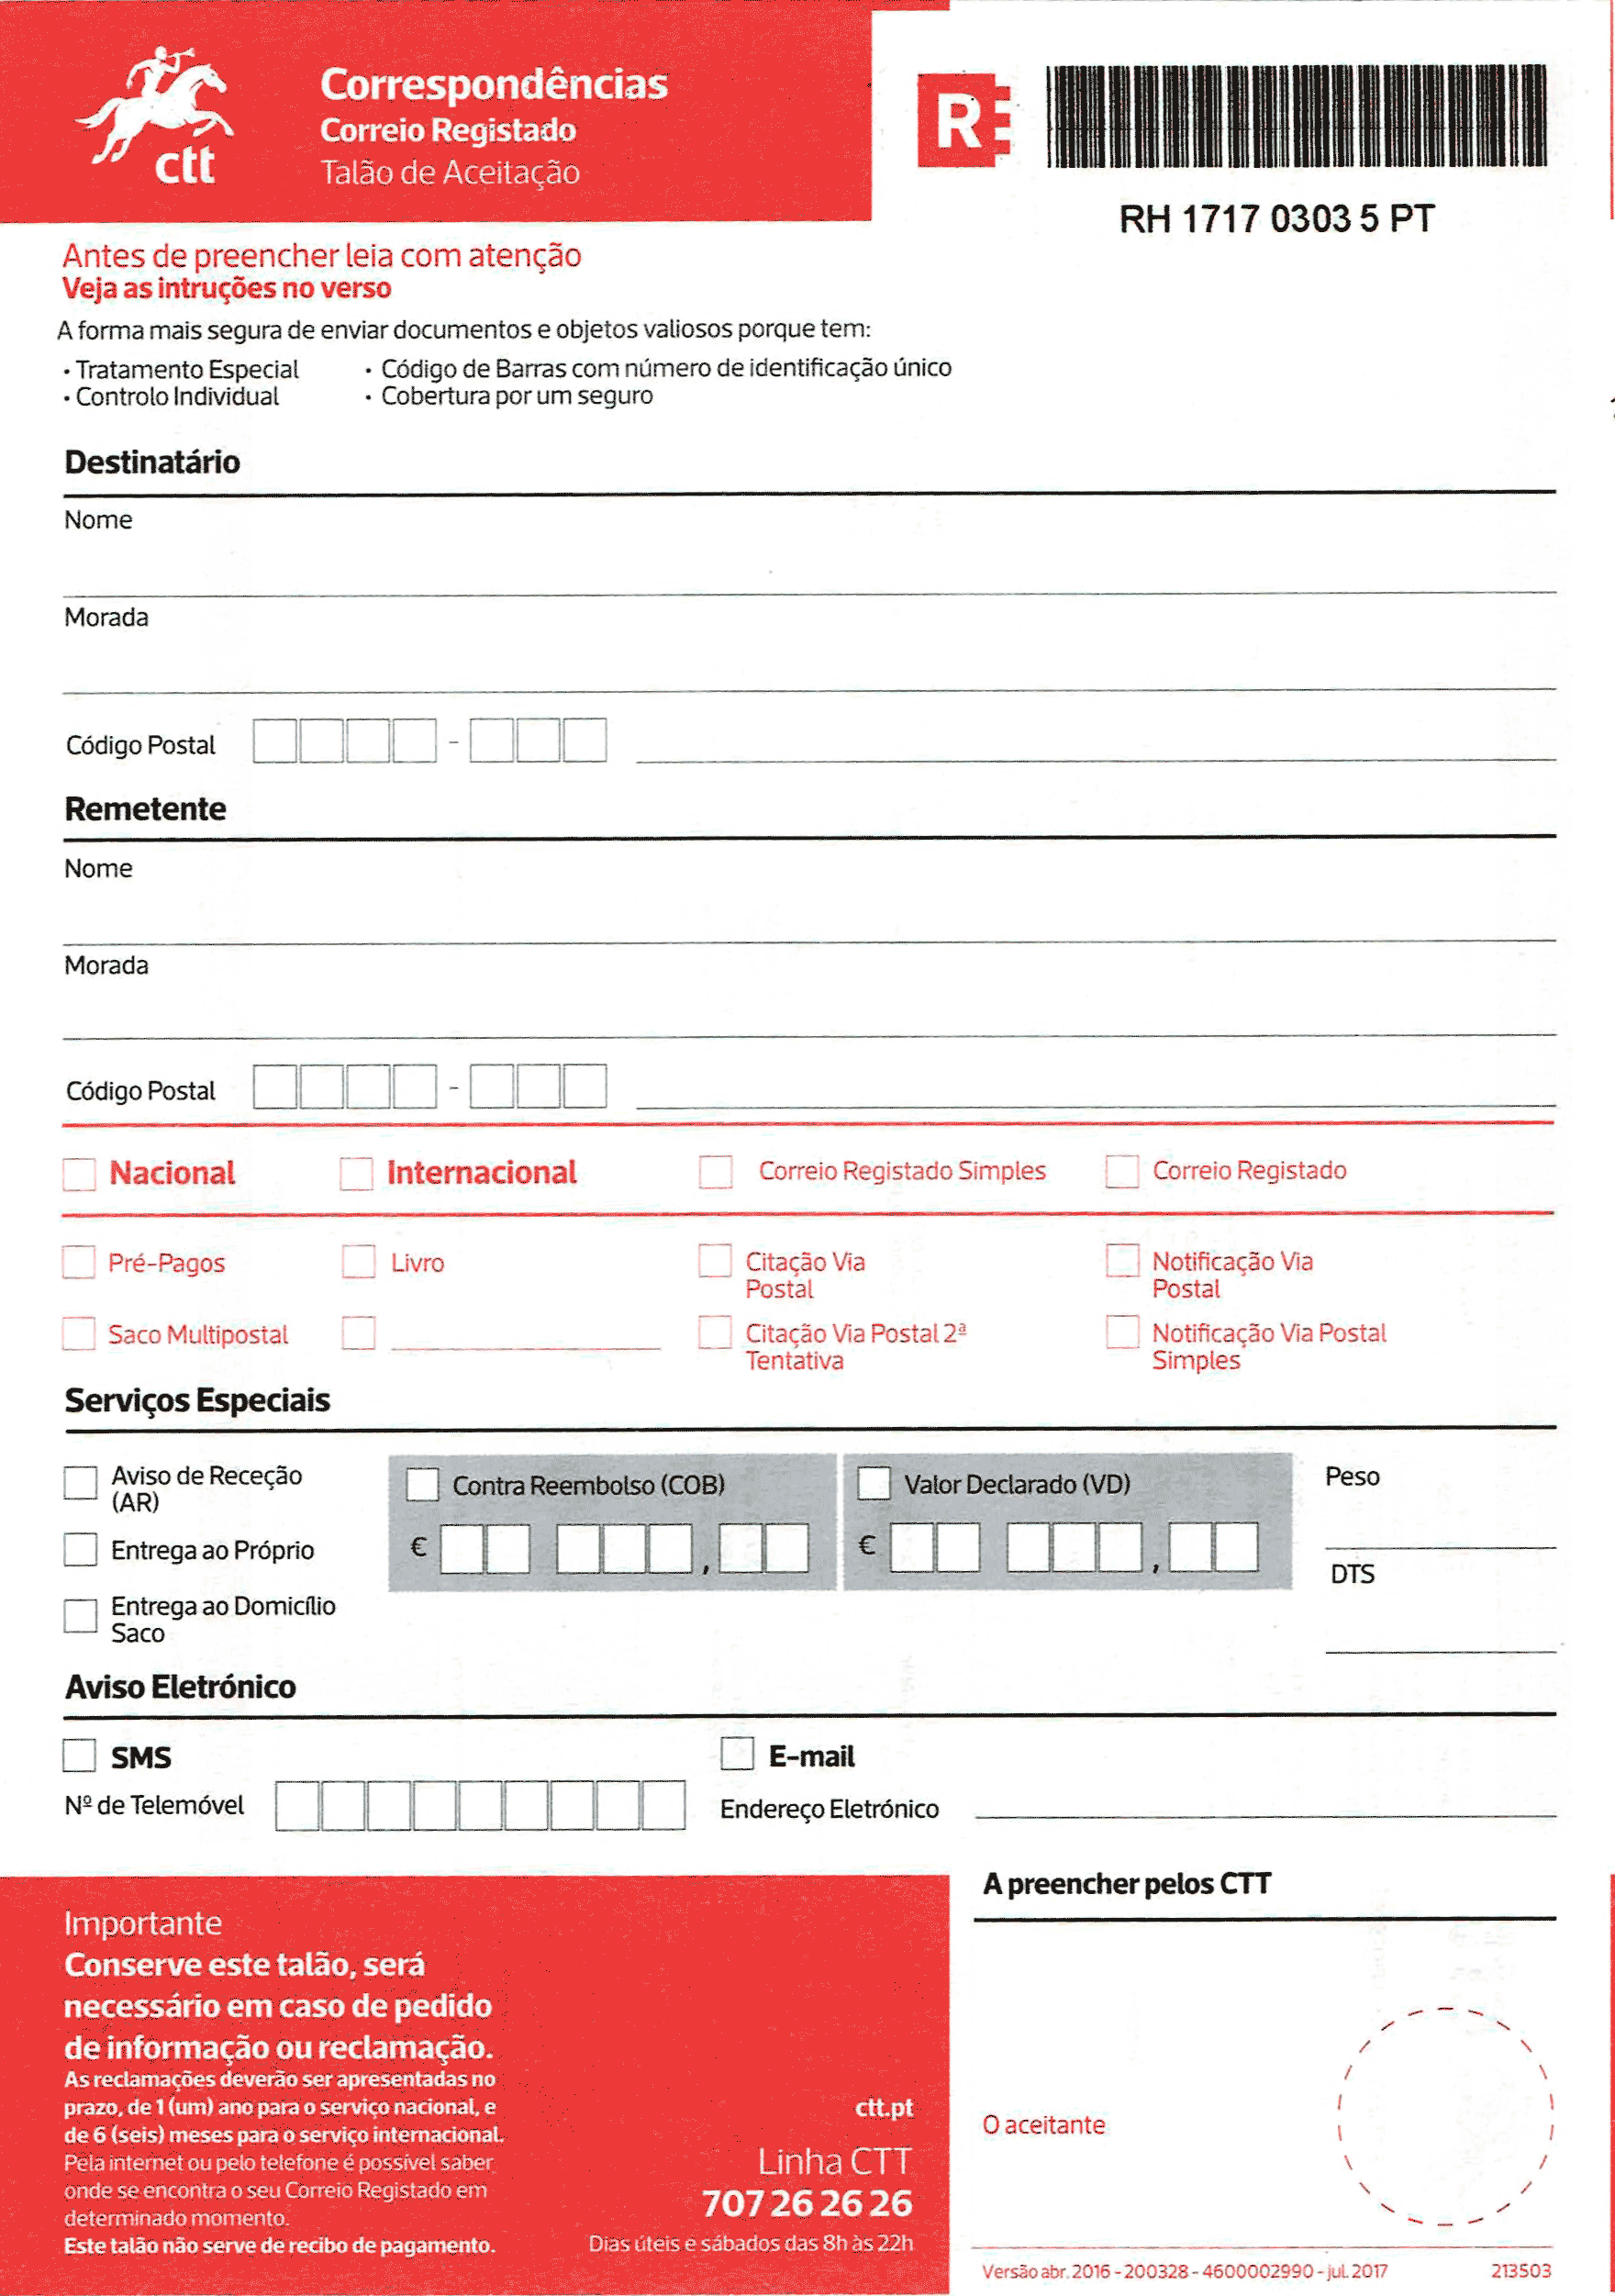 ctt
Correspondências
Correio Registado
Talão de Aceitação
R
RH 1717 0303 5 PT
Antes de preencher leia com atenção
Veja as intruções no verso
A forma mais segura de enviar documentos e objetos valiosos porque tem:
• Tratamento Especial • Código de Barras com número de identificação único
• Controlo Individual • Cobertura por um seguro
Destinatário
Nome
Morada
Código Postal -
Remetente
Nome
Morada
Código Postal -
Nacional Internacional Correio Registado Simples Correio Registado
Pré-Pagos Livro Citação Via Notificação Via
Postal Postal
Saco Multipostal Citação Via Postal 2ª Notificação Via Postal
Tentativa Simples
Serviços Especiais
Aviso de Receção Contra Reembolso (COB) Valor Declarado (VD) Peso
(AR)
Entrega ao Próprio € , € ,
DTS
Entrega ao Domicílio
Saco
Aviso Eletrónico
SMS E-mail
Nº de Telemóvel Endereço Eletrónico
A preencher pelos CTT
Importante
Conserve este talão, será
necessário em caso de pedido
de informação ou reclamação.
As reclamações deverão ser apresentadas no
prazo, de 1 (um) ano para o serviço nacional, e
de 6 (seis) meses para o serviço internacional.
Pela internet ou pelo telefone é possível saber
onde se encontra o seu Correio Registado em
determinado momento.
Este talão não serve de recibo de pagamento.
ctt.pt
Linha CTT
707 26 26 26
Dias úteis e sábados das 8h às 22h
O aceitante
Versão abr. 2016 - 200328 - 4600002990 - jul. 2017 213503